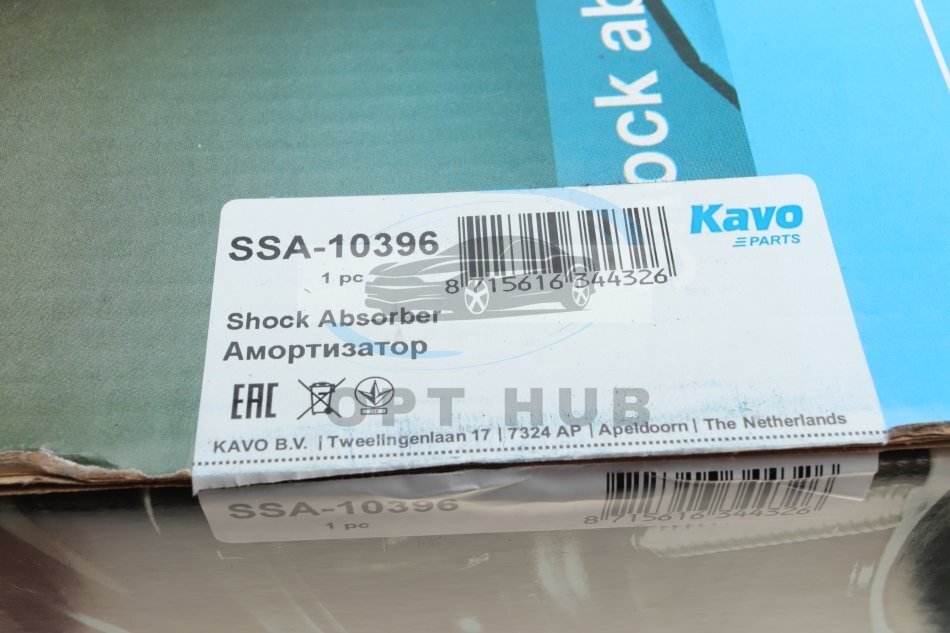 ock ab
SSA-10396
1 pc
8 715616 344326
Kavo
PARTS
Shock Absorber
Амортизатор
EAC
OPT HUB
KAVO B.V. | Tweelingenlaan 17 | 7324 AP | Apeldoorn | The Netherlands
SSA-10396
1 pc
8 715616 344326